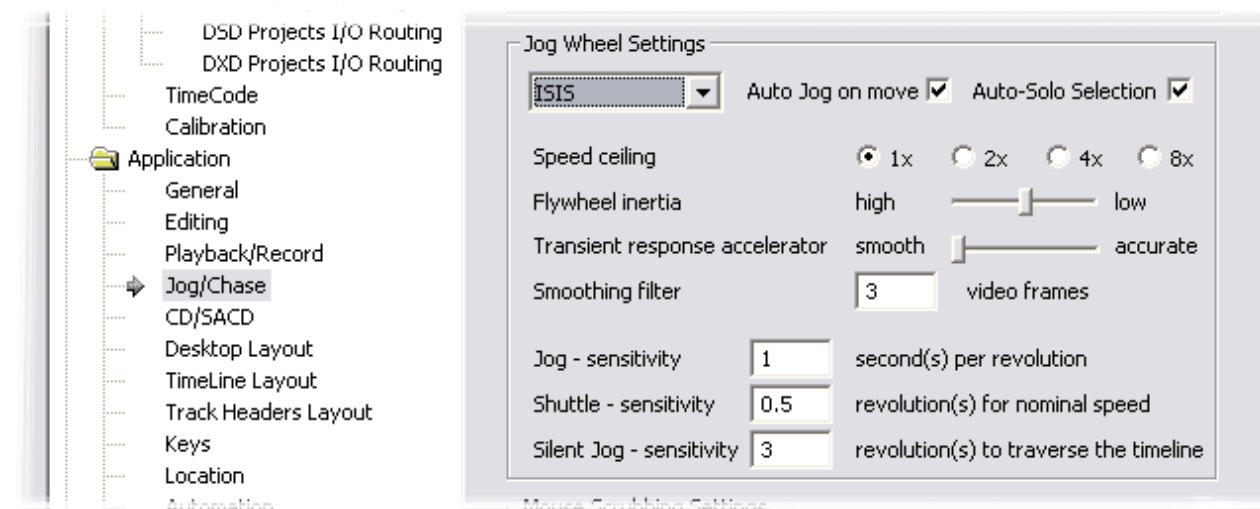 DSD Projects I/O Routing
DXD Projects I/O Routing
TimeCode
Calibration
Application
General
Editing
Playback/Record
Jog/Chase
CD/SACD
Desktop Layout
TimeLine Layout
Track Headers Layout
Keys
Location
Automation
Jog Wheel Settings
ISIS Auto Jog on move Auto-Solo Selection
Speed ceiling 1x 2x 4x 8x
Flywheel inertia high low
Transient response accelerator smooth accurate
Smoothing filter 3 video frames
Jog - sensitivity 1 second(s) per revolution
Shuttle - sensitivity 0.5 revolution(s) for nominal speed
Silent Jog - sensitivity 3 revolution(s) to traverse the timeline
Mouse Scrubbing Settings